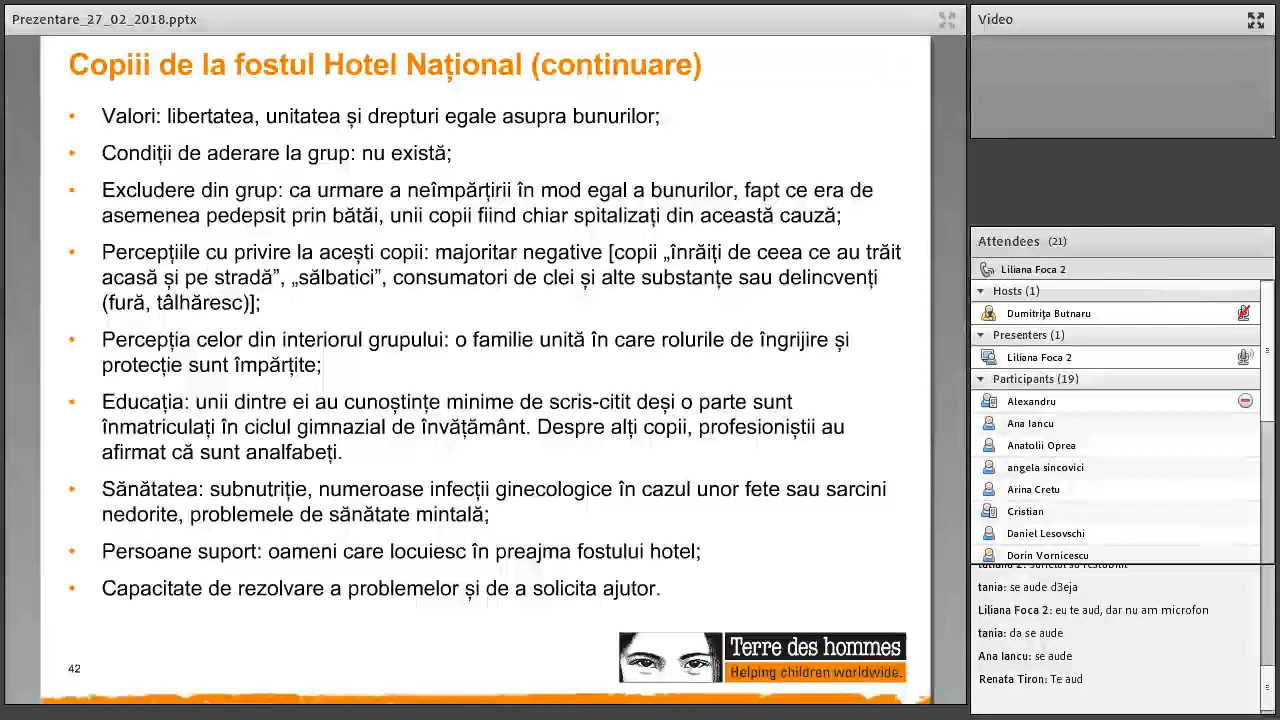 Prezentare_27_02_2018.pptx
Copiii de la fostul Hotel Național (continuare)
• Valori: libertatea, unitatea și drepturi egale asupra bunurilor;
• Condiții de aderare la grup: nu există;
• Excludere din grup: ca urmare a neîmpărțirii în mod egal a bunurilor, fapt ce era de
asemenea pedepsit prin bătăi, unii copii fiind chiar spitalizați din această cauză;
• Percepțiile cu privire la acești copii: majoritar negative [copii „înrăiți de ceea ce au trăit
acasă și pe stradă”, „sălbatici”, consumatori de clei și alte substanțe sau delincvenți
(fură, tâlhăresc)];
• Percepția celor din interiorul grupului: o familie unită în care rolurile de îngrijire și
protecție sunt împărțite;
• Educația: unii dintre ei au cunoștințe minime de scris-citit deși o parte sunt
înmatriculați în ciclul gimnazial de învățământ. Despre alți copii, profesioniștii au
afirmat că sunt analfabeți.
• Sănătatea: subnutriție, numeroase infecții ginecologice în cazul unor fete sau sarcini
nedorite, problemele de sănătate mintală;
• Persoane suport: oameni care locuiesc în preajma fostului hotel;
• Capacitate de rezolvare a problemelor și de a solicita ajutor.
42
Terre des hommes
Helping children worldwide.
Video
Attendees (21)
Liliana Foca 2
Hosts (1)
Dumitrița Butnaru
Presenters (1)
Liliana Foca 2
Participants (19)
Alexandru
Ana Iancu
Anatolii Oprea
angela sincovici
Arina Cretu
Cristian
Daniel Lesovschi
Dorin Vornicescu
tania: se aude d3eja
Liliana Foca 2: eu te aud, dar nu am microfon
tania: da se aude
Ana Iancu: se aude
Renata Tiron: Te aud